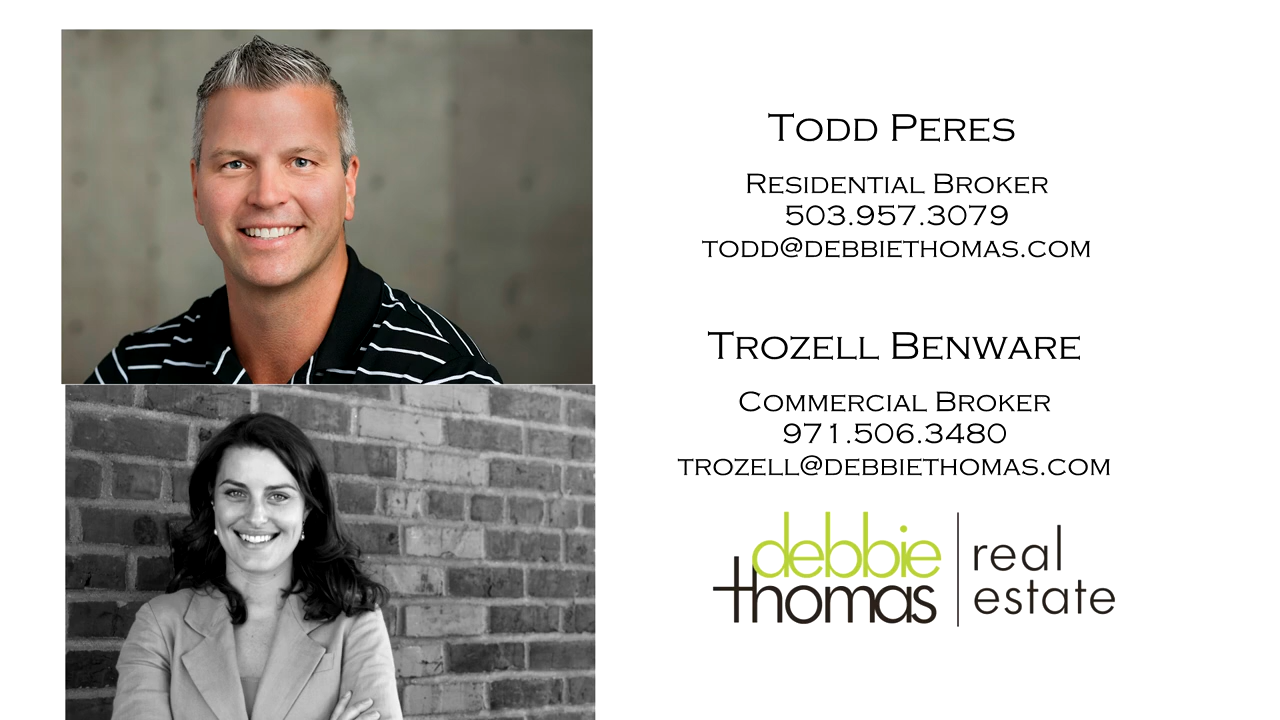 Todd Peres
Residential Broker
503.957.3079
todd@debbiethomas.com
Trozell Benware
Commercial Broker
971.506.3480
trozell@debbiethomas.com
debbie
thomas
real
estate